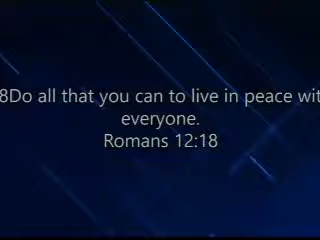 8Do all that you can to live in peace wit
everyone.
Romans 12:18